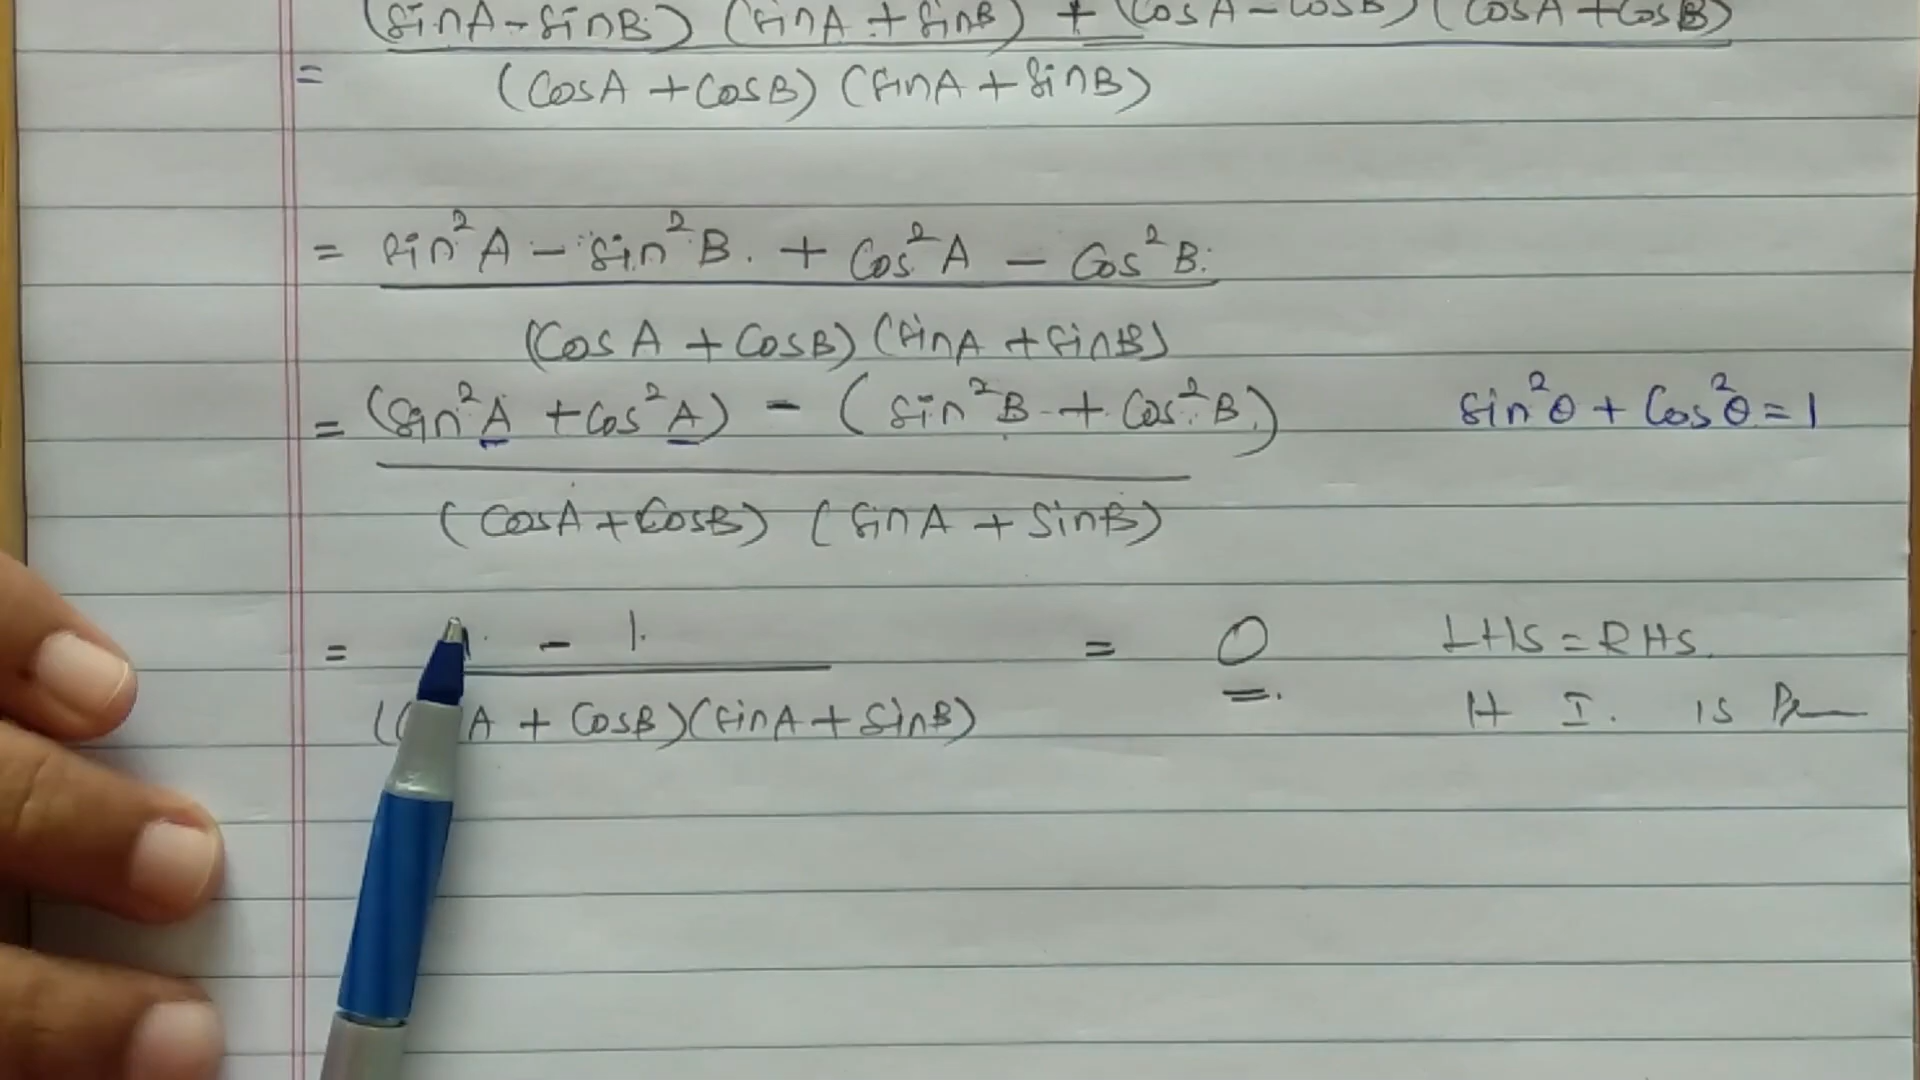 (sinA - sinB) (sinA + sinB) + (cosA - cosB) (cosA + cosB)
=
(cosA + cosB) (sinA + sinB)
= sin²A - sin²B. + cos²A - cos²B.
(cosA + cosB) (sinA + sinB)
= (sin²A + cos²A) - (sin²B + cos²B) sin²θ + cos²θ = 1
(cosA + cosB) (sinA + sinB)
= - 1 = 0 LHS = RHS
A + cosB)(sinA + sinB) H I. is